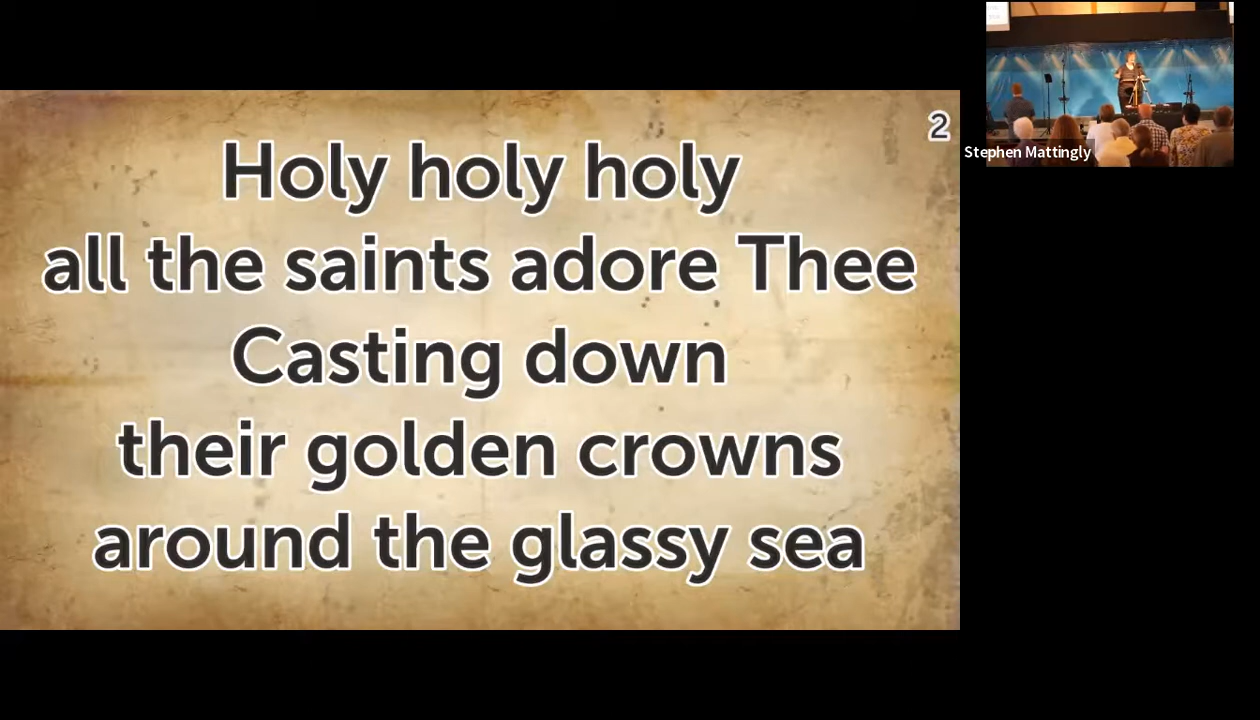 2
Holy holy holy
all the saints adore Thee
Casting down
their golden crowns
around the glassy sea
Stephen Mattingly